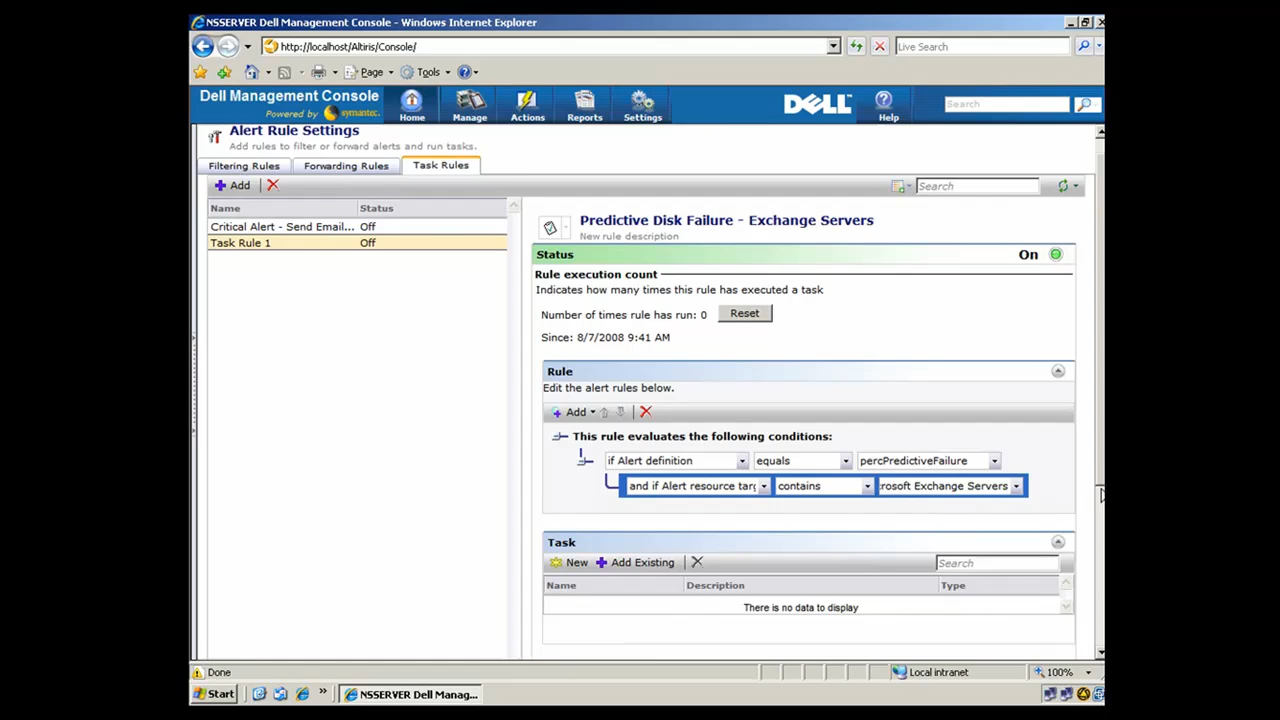 NSSERVER Dell Management Console - Windows Internet Explorer
http://localhost/Altiris/Console/
Live Search
Page
Tools
Dell Management Console
Powered by symantec.
Home
Manage
Actions
Reports
Settings
DELL
Help
Search
Alert Rule Settings
Add rules to filter or forward alerts and run tasks.
Filtering Rules
Forwarding Rules
Task Rules
Add
Search
Name
Status
Critical Alert - Send Email...
Off
Task Rule 1
Off
Predictive Disk Failure - Exchange Servers
New rule description
Status
On
Rule execution count
Indicates how many times this rule has executed a task
Number of times rule has run: 0
Reset
Since: 8/7/2008 9:41 AM
Rule
Edit the alert rules below.
Add
This rule evaluates the following conditions:
if Alert definition
equals
percPredictiveFailure
and if Alert resource targ
contains
rosoft Exchange Servers
Task
New
Add Existing
Search
Name
Description
Type
There is no data to display
Done
Local intranet
100%
Start
»
NSSERVER Dell Manag...